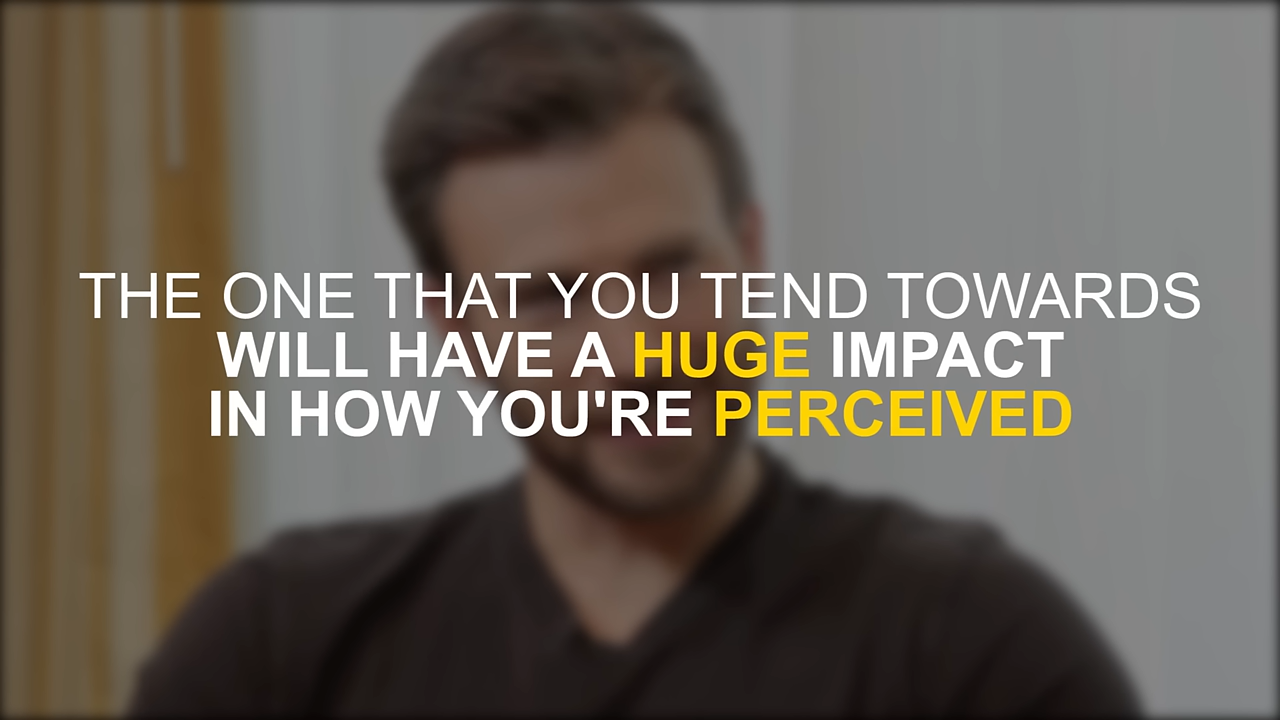 THE ONE THAT YOU TEND TOWARDS
WILL HAVE A HUGE IMPACT
IN HOW YOU'RE PERCEIVED